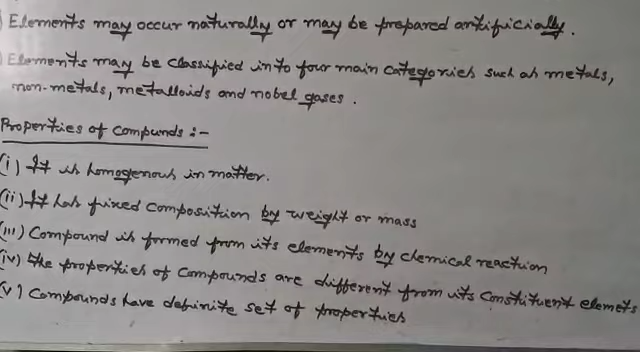 Elements may occur naturally or may be prepared artificially.
Elements may be classified into four main categories such as metals,
non-metals, metalloids and nobel gases.
Properties of compunds :-
(i) It is homogenous in matter.
(ii) It has fixed composition by weight or mass
(iii) Compound is formed from its elements by chemical reaction
(iv) The properties of Compounds are different from its constituent elemets
(v) Compounds have definite set of properties